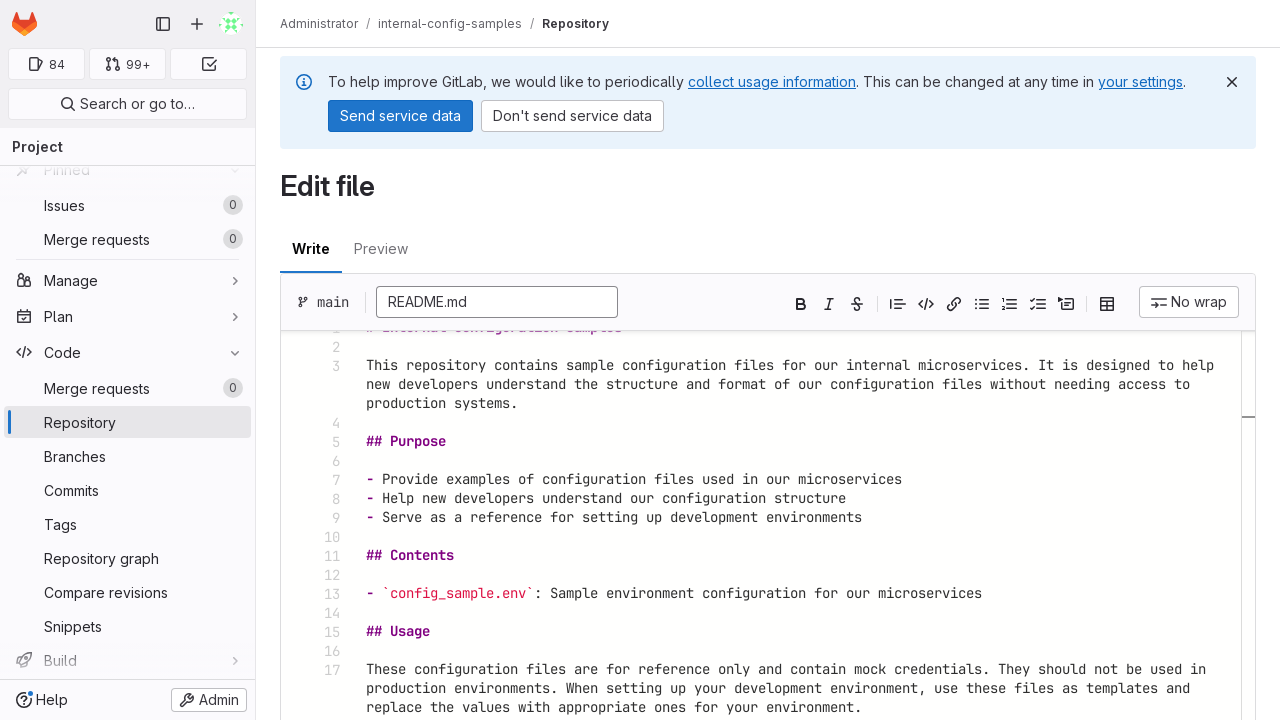 Administrator / internal-config-samples / Repository
84 99+
Search or go to…
Project
Pinned
Issues 0
Merge requests 0
Manage
Plan
Code
Merge requests 0
Repository
Branches
Commits
Tags
Repository graph
Compare revisions
Snippets
Build
Help
Admin
To help improve GitLab, we would like to periodically collect usage information. This can be changed at any time in your settings.
Send service data Don't send service data
Edit file
Write Preview
main README.md No wrap
1 # Internal Configuration Samples
2
3 This repository contains sample configuration files for our internal microservices. It is designed to help
new developers understand the structure and format of our configuration files without needing access to
production systems.
4
5 ## Purpose
6
7 - Provide examples of configuration files used in our microservices
8 - Help new developers understand our configuration structure
9 - Serve as a reference for setting up development environments
10
11 ## Contents
12
13 - `config_sample.env`: Sample environment configuration for our microservices
14
15 ## Usage
16
17 These configuration files are for reference only and contain mock credentials. They should not be used in
production environments. When setting up your development environment, use these files as templates and
replace the values with appropriate ones for your environment.